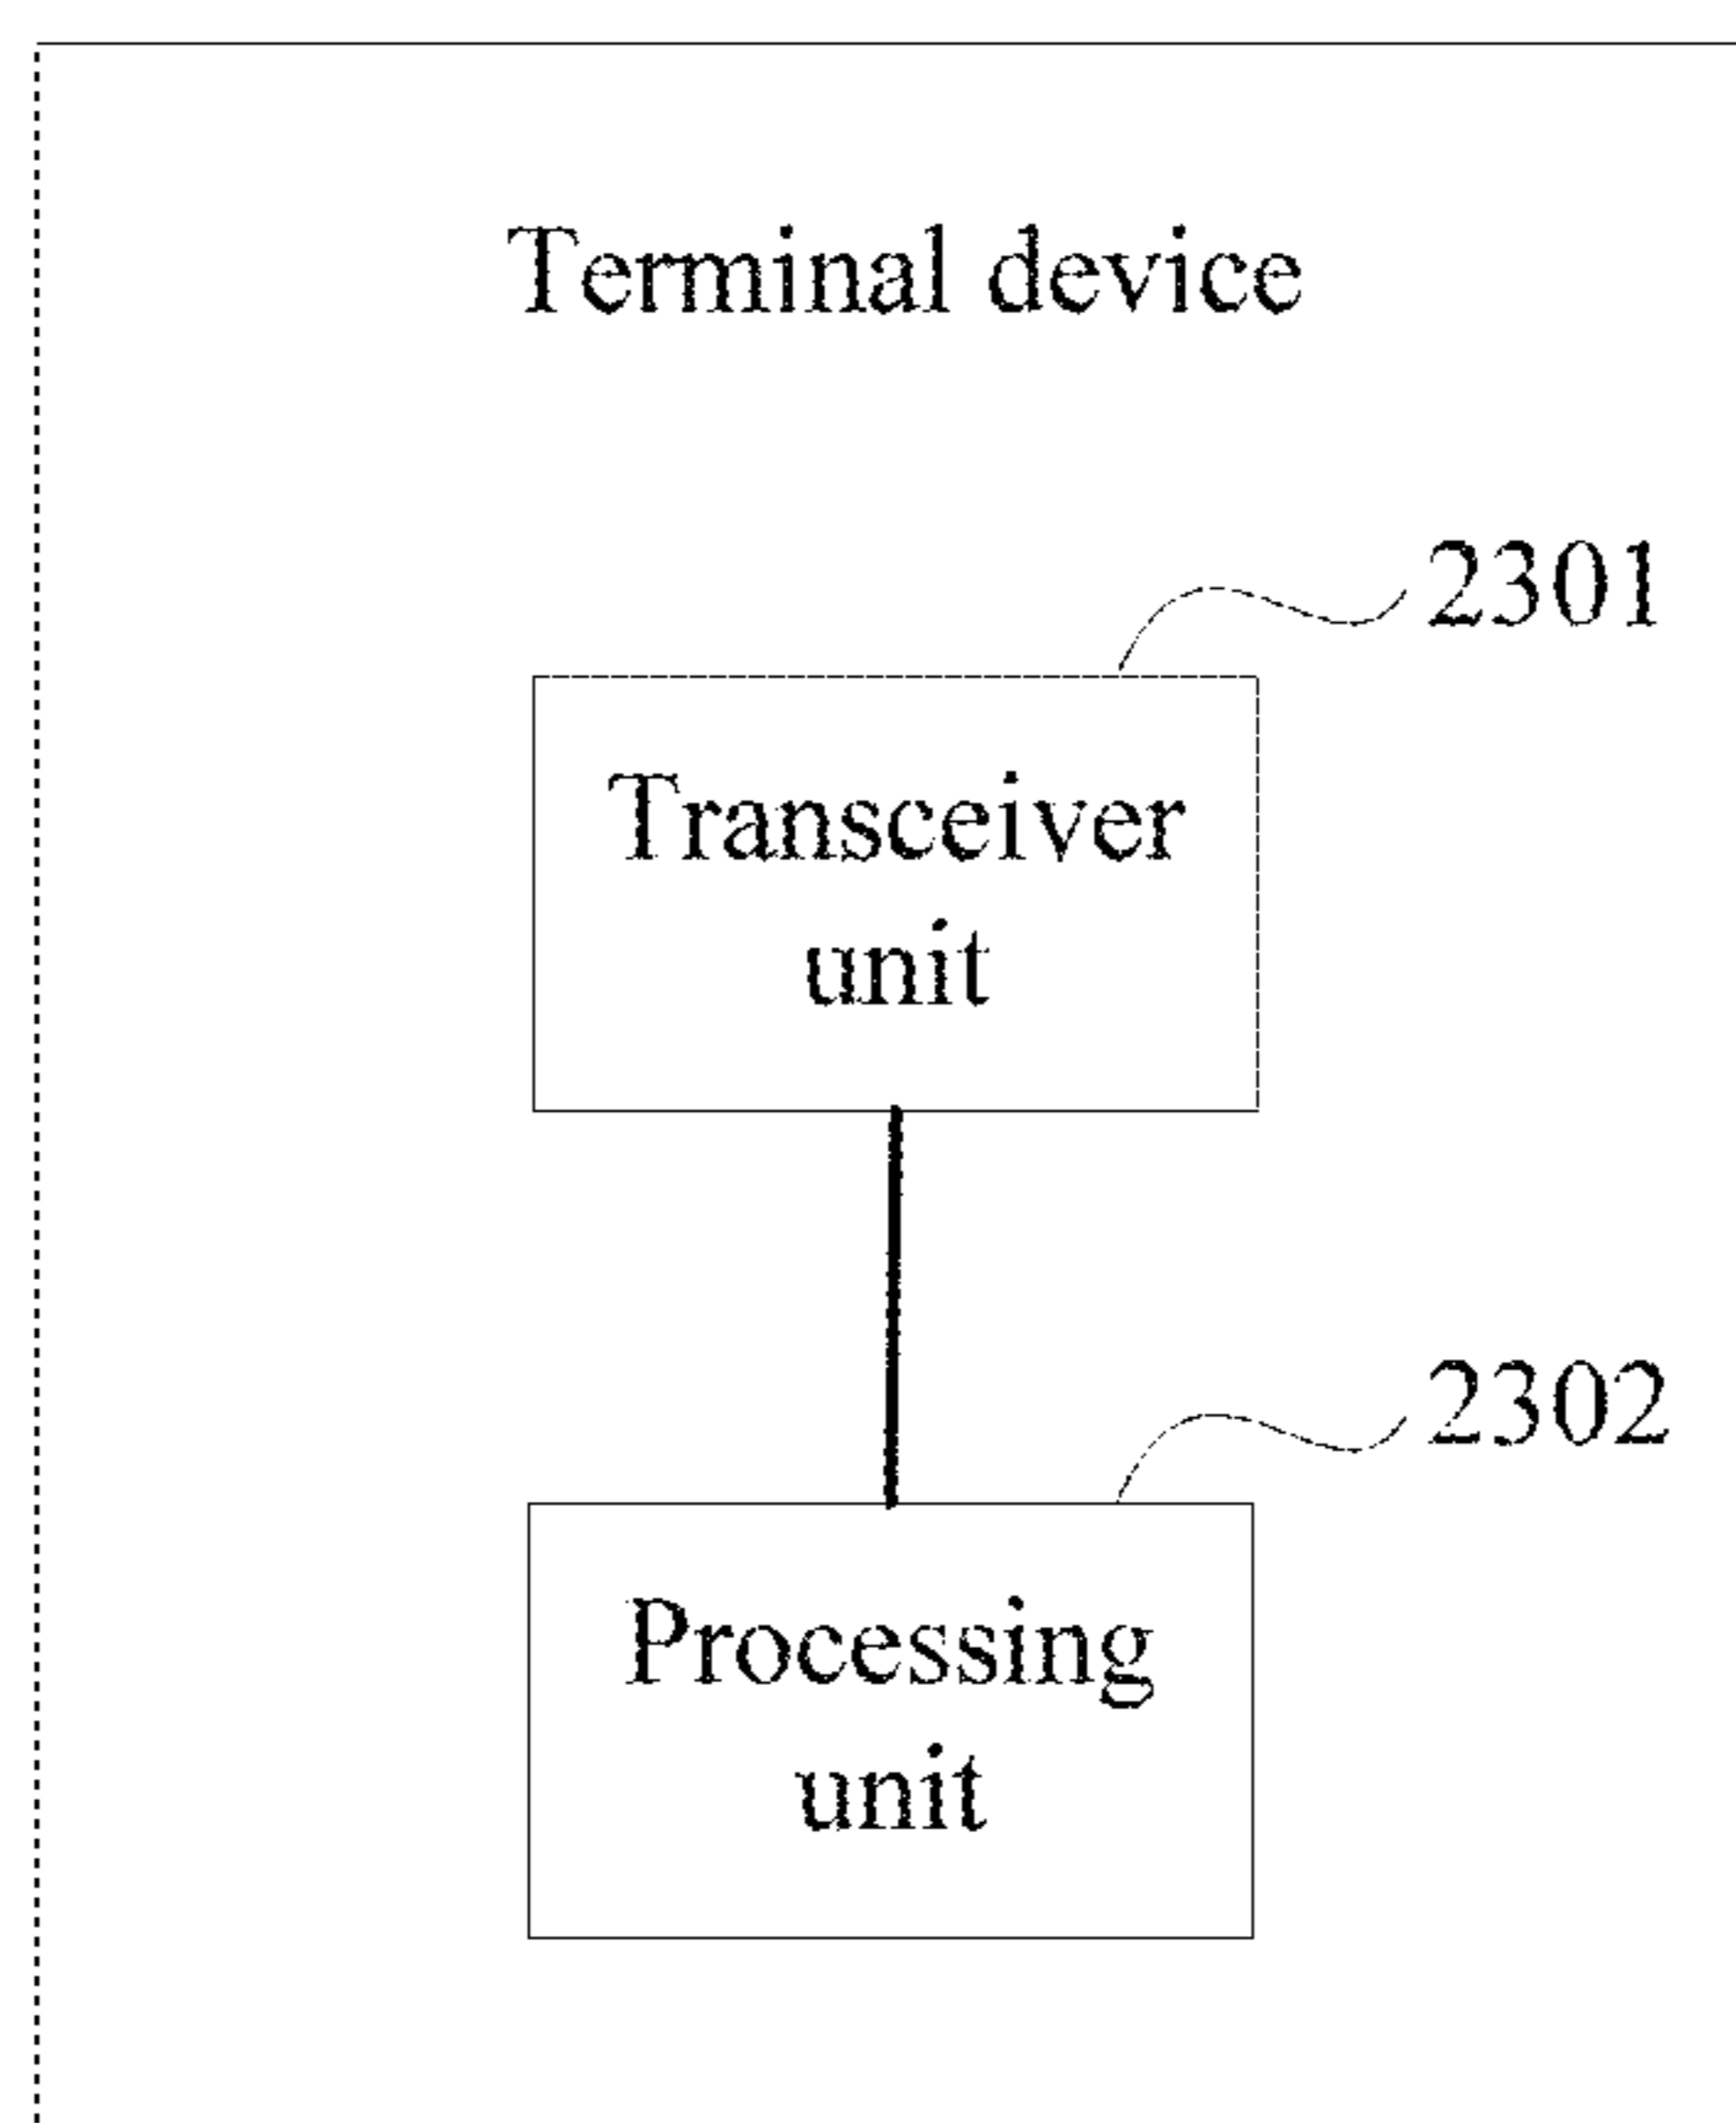 Terminal device
2301
Transceiver
unit
2302
Processing
unit